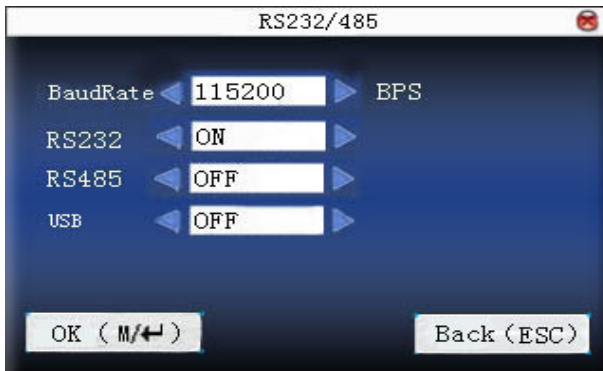 RS232/485
BaudRate 115200 BPS
RS232 ON
RS485 OFF
USB OFF
OK (M/↵) Back(ESC)